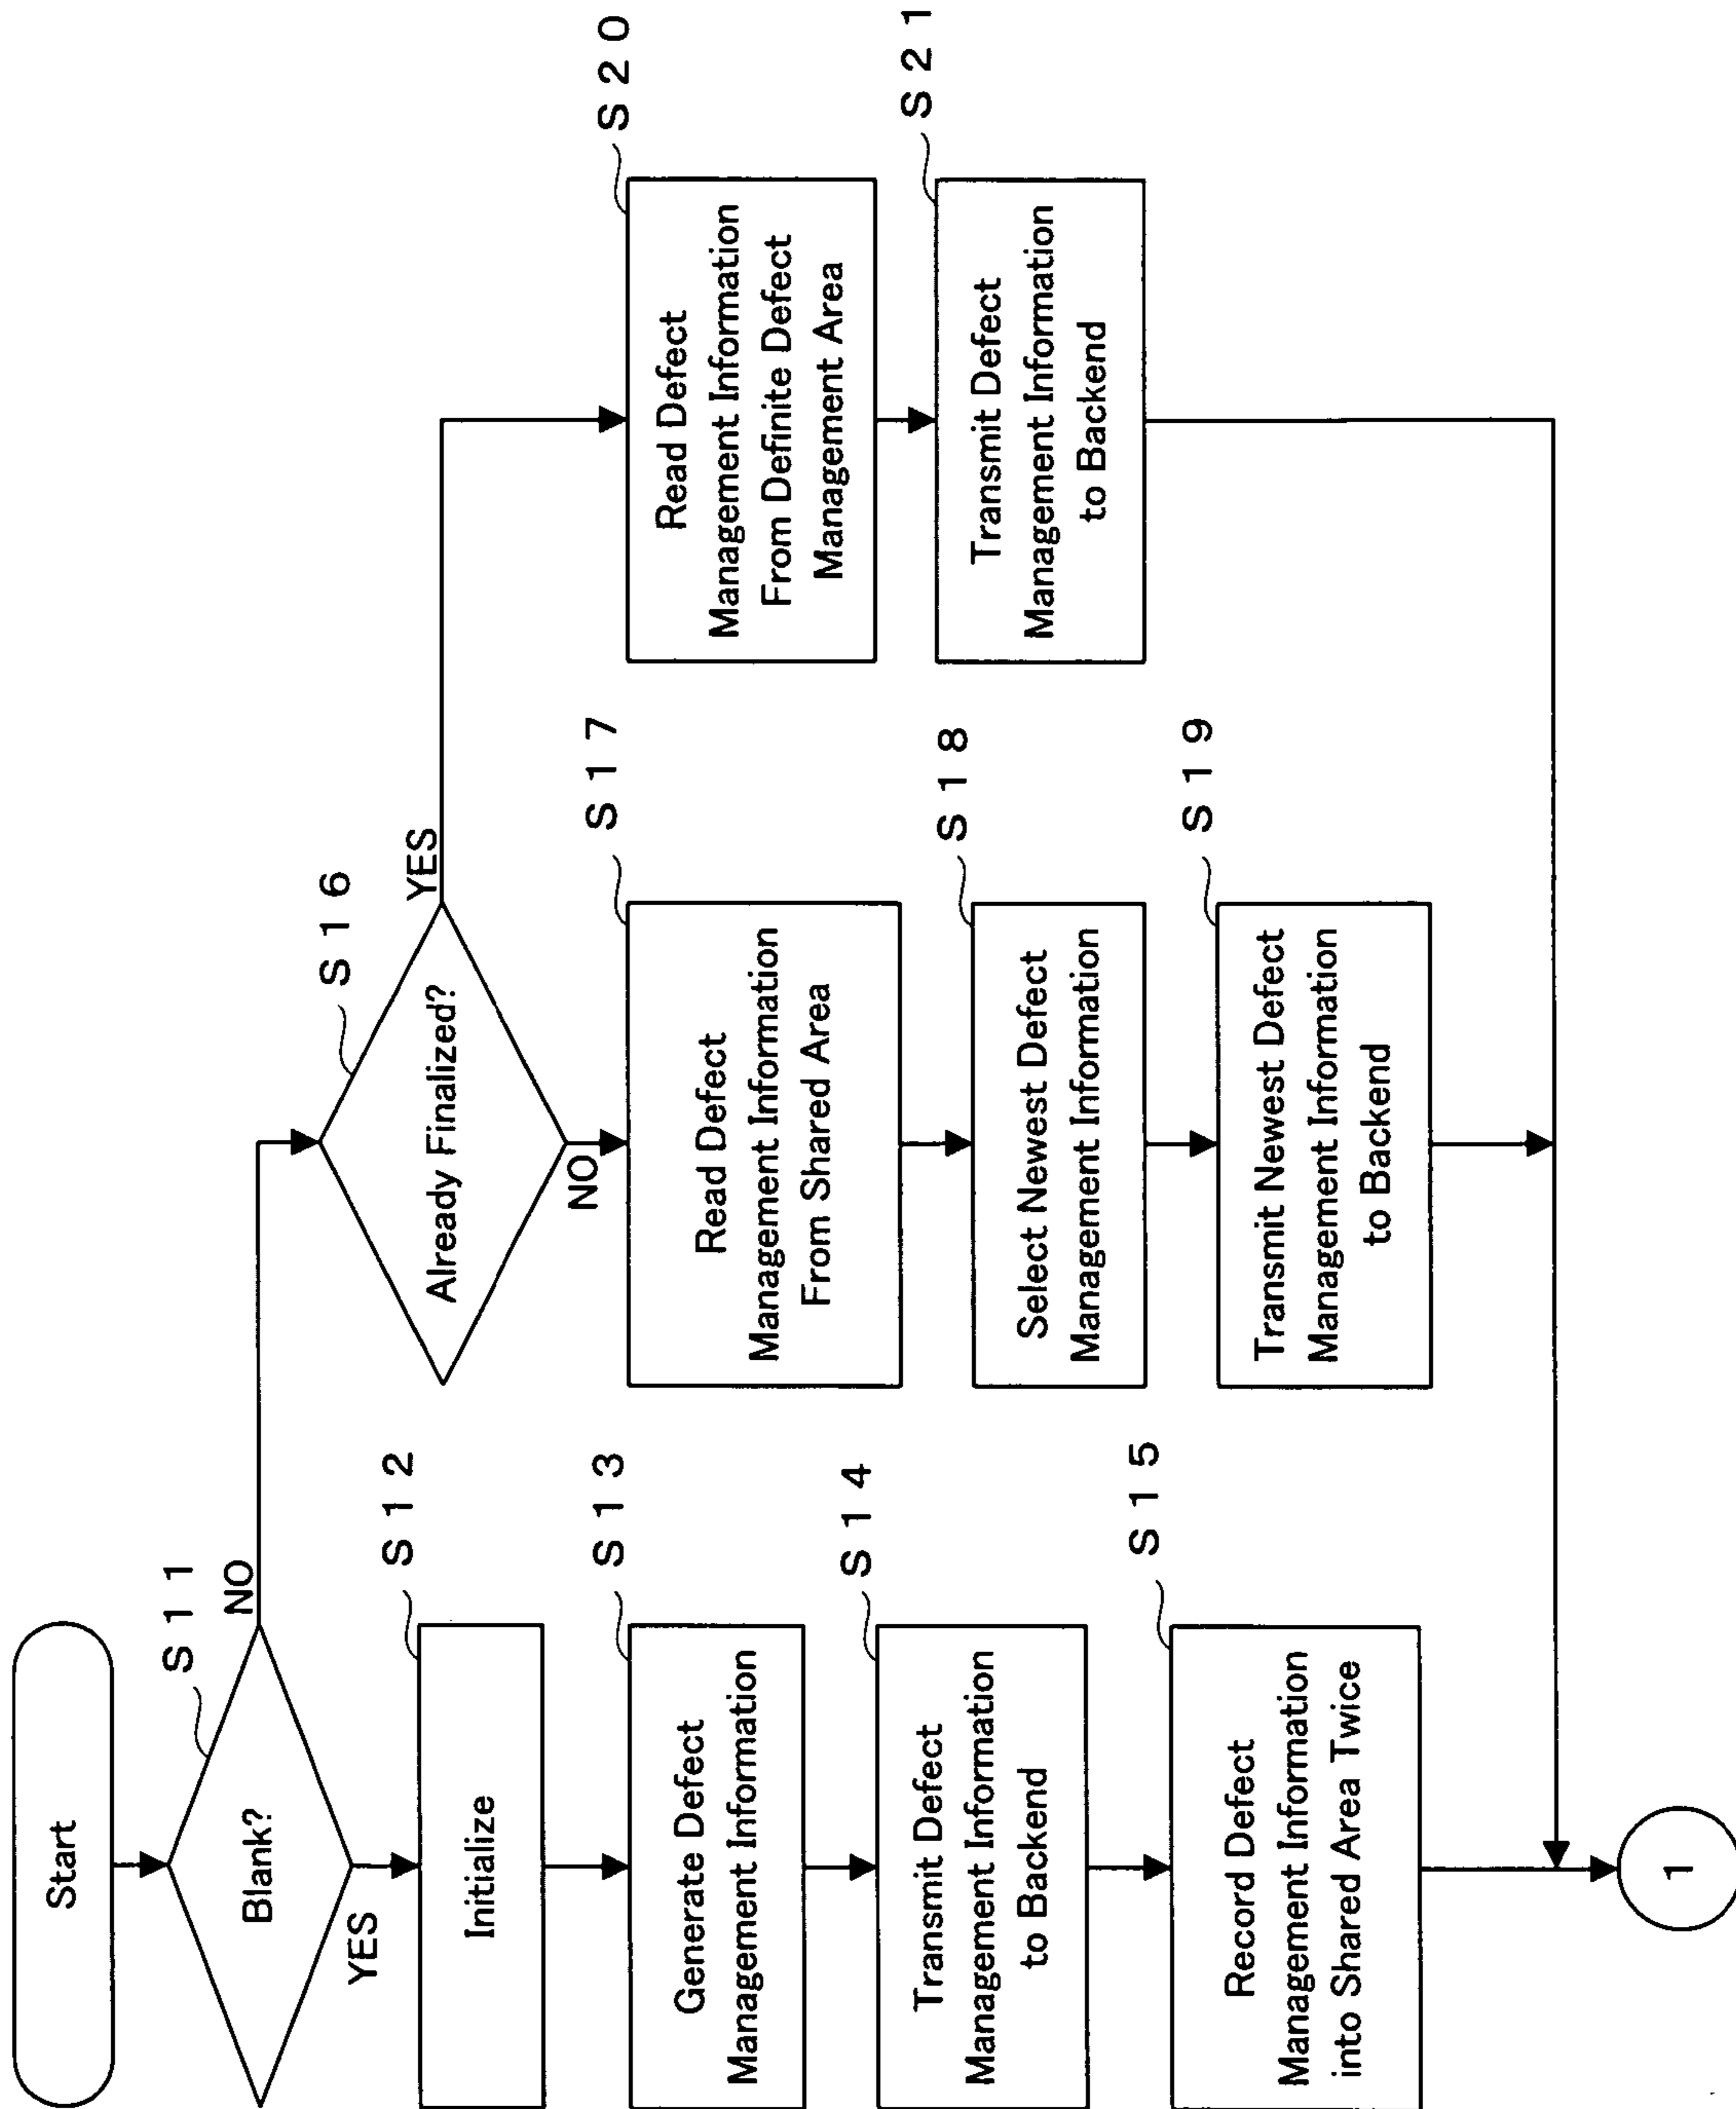 Start
S11
Blank?
NO
YES
S12
Initialize
S13
Generate Defect
Management Information
S14
Transmit Defect
Management Information
to Backend
S15
Record Defect
Management Information
into Shared Area Twice
S16
Already Finalized?
YES
NO
S17
Read Defect
Management Information
From Shared Area
S18
Select Newest Defect
Management Information
S19
Transmit Newest Defect
Management Information
to Backend
S20
Read Defect
Management Information
From Definite Defect
Management Area
S21
Transmit Defect
Management Information
to Backend
1